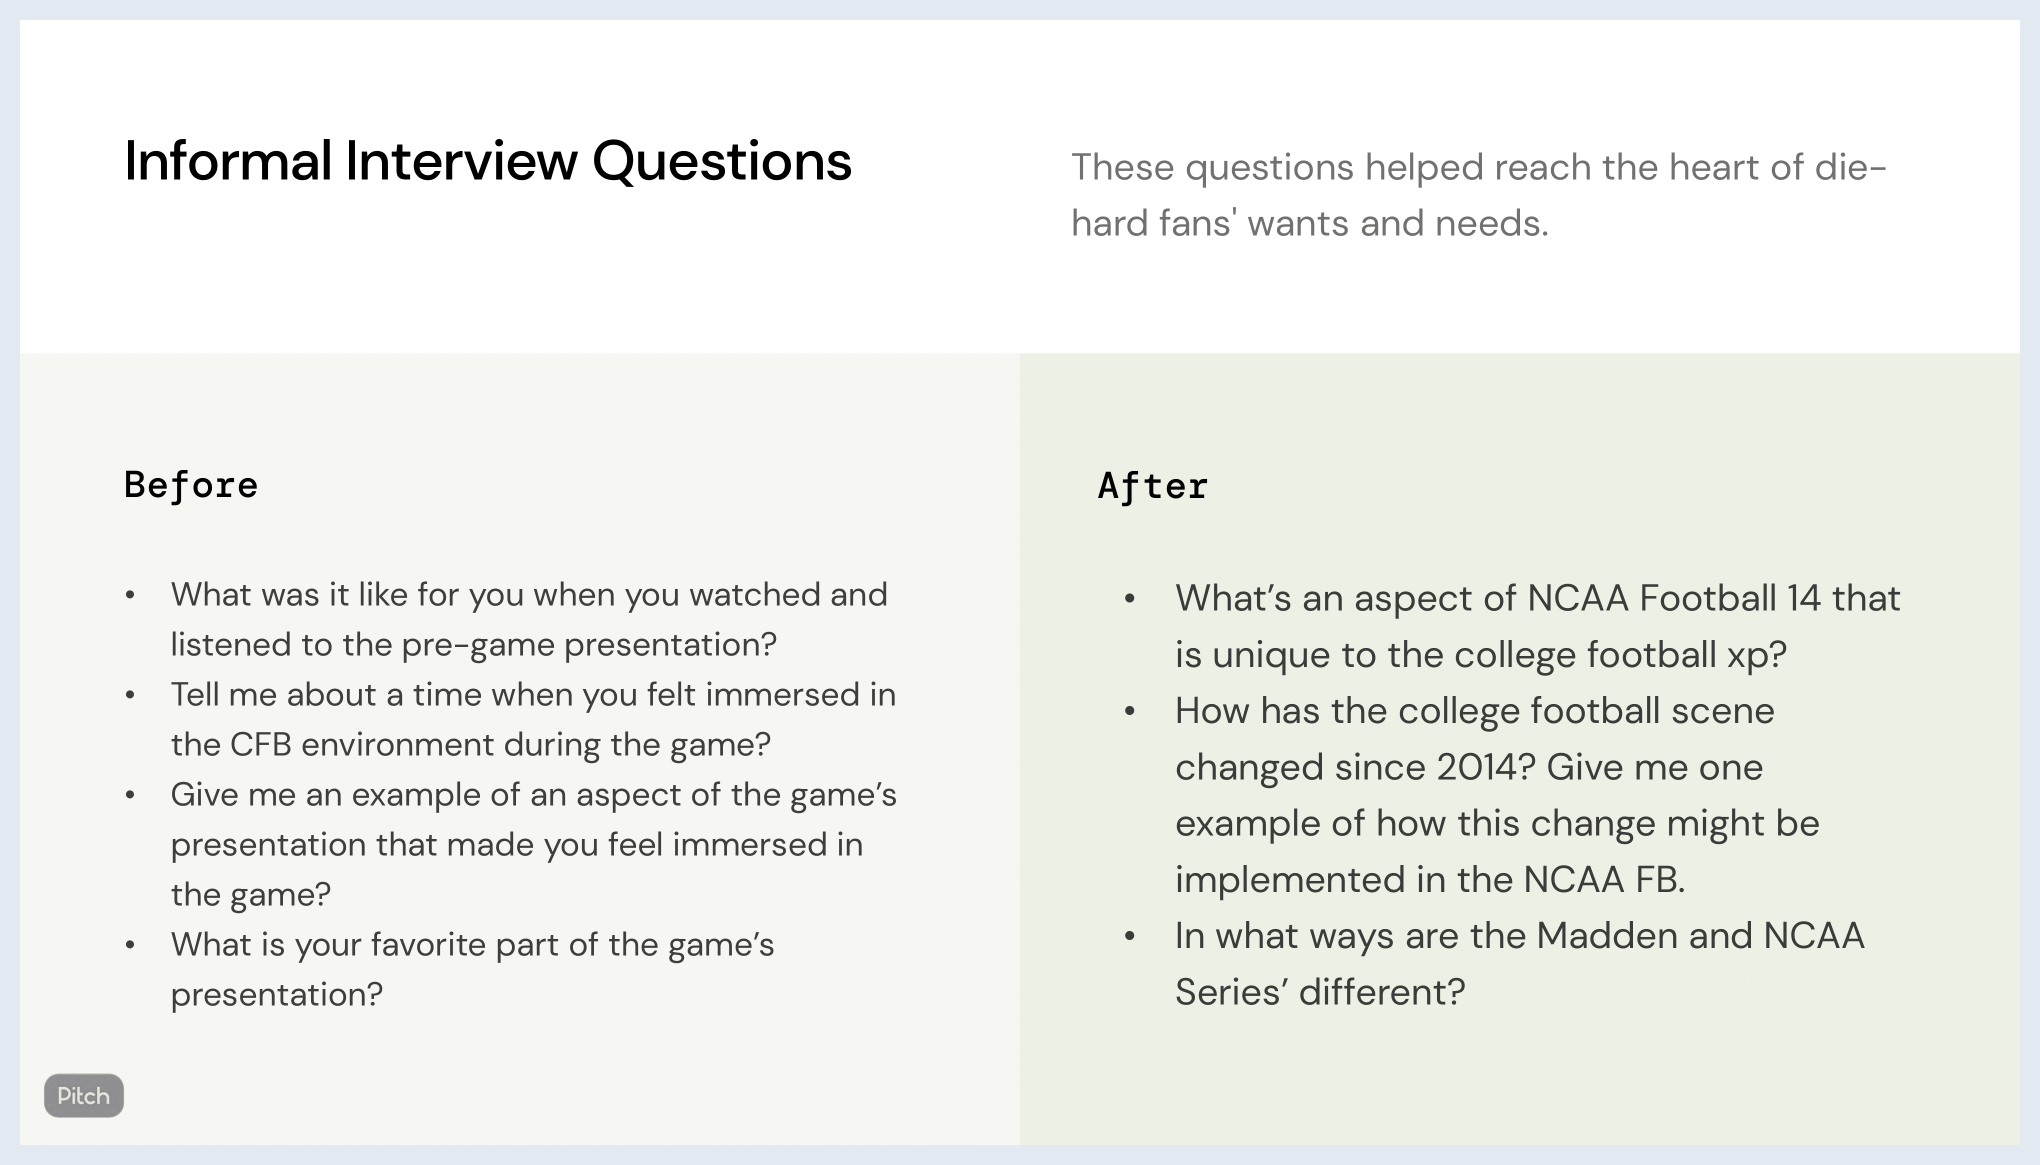 Informal Interview Questions
These questions helped reach the heart of die-
hard fans' wants and needs.
Before
• What was it like for you when you watched and
listened to the pre-game presentation?
• Tell me about a time when you felt immersed in
the CFB environment during the game?
• Give me an example of an aspect of the game’s
presentation that made you feel immersed in
the game?
• What is your favorite part of the game’s
presentation?
After
• What’s an aspect of NCAA Football 14 that
is unique to the college football xp?
• How has the college football scene
changed since 2014? Give me one
example of how this change might be
implemented in the NCAA FB.
• In what ways are the Madden and NCAA
Series’ different?
Pitch